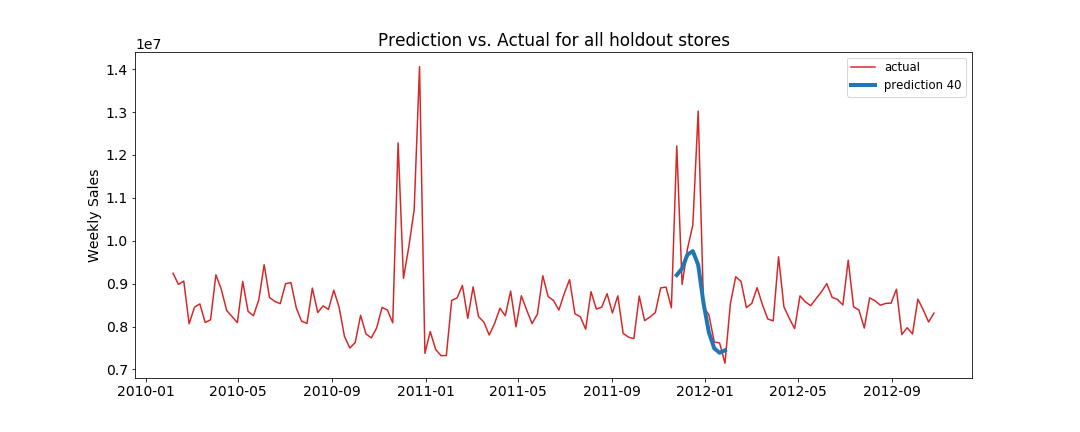 Prediction vs. Actual for all holdout stores
1e7
actual
prediction 40
1.4
1.3
1.2
1.1
1.0
0.9
0.8
0.7
Weekly Sales
2010-01 2010-05 2010-09 2011-01 2011-05 2011-09 2012-01 2012-05 2012-09